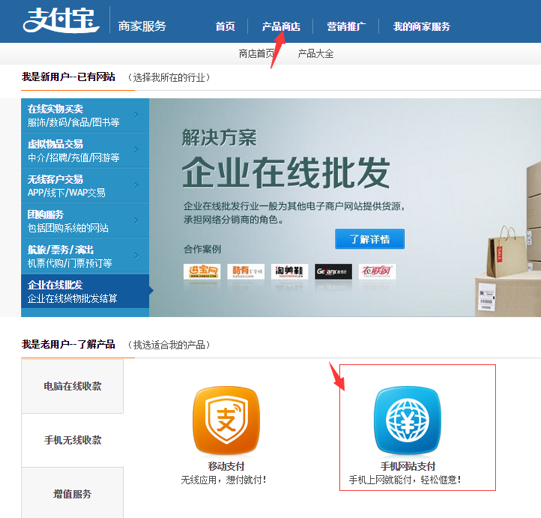 支付宝 商家服务 首页 产品商店 营销推广 我的商家服务
商店首页 产品大全
我是新用户--已有网站 （选择我所在的行业）
在线实物买卖
服饰/数码/食品/图书等
虚拟物品交易
中介/招聘/充值/网游等
无线客户交易
APP/线下/WAP交易
团购服务
包括团购系统的网站
航旅/票务/演出
机票代购/门票预订等
企业在线批发
企业在线货物批发结算
解决方案
企业在线批发
企业在线批发行业一般为其他电子商户网站提供货源，
承担网络分销商的角色。
了解详情
合作案例
我是老用户--了解产品 （挑选适合我的产品）
电脑在线收款
手机无线收款
增值服务
支
移动支付
无线应用，想付就付！
手机网站支付
手机上网就能付，轻松惬意！